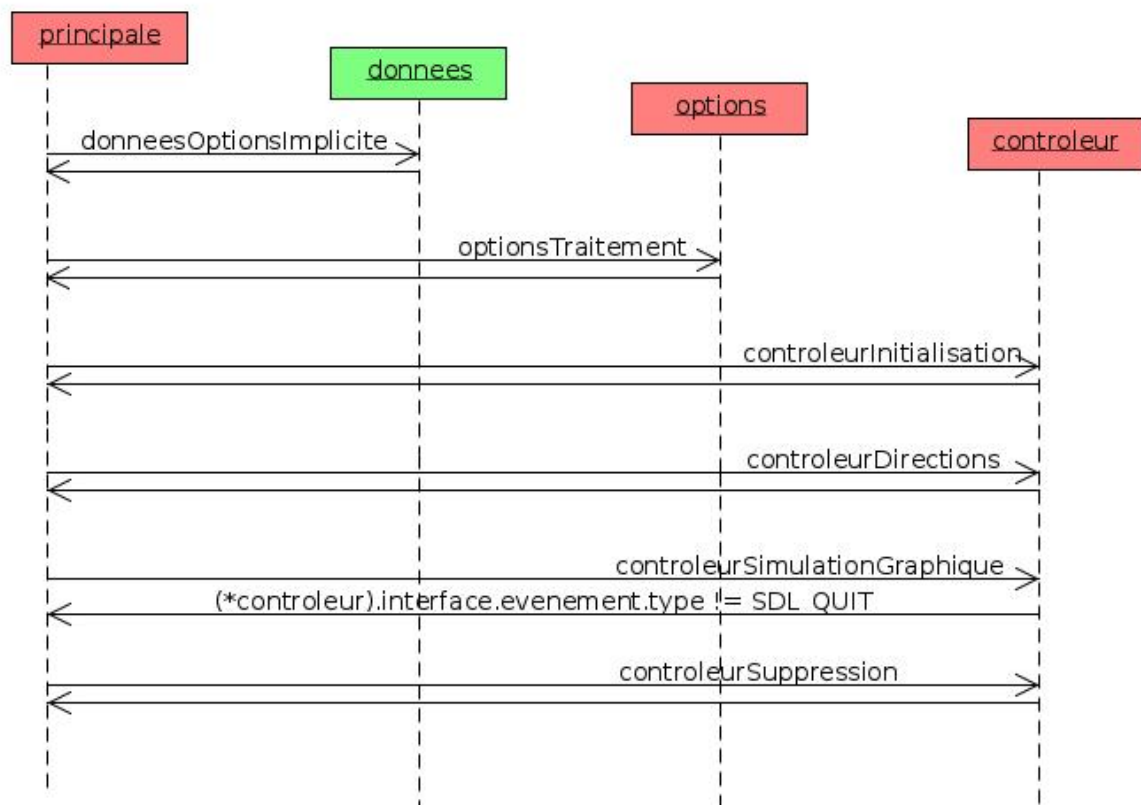 principale
donnees
options
controleur
donneesOptionsImplicite
optionsTraitement
controleurInitialisation
controleurDirections
controleurSimulationGraphique
(*controleur).interface.evenement.type != SDL_QUIT
controleurSuppression